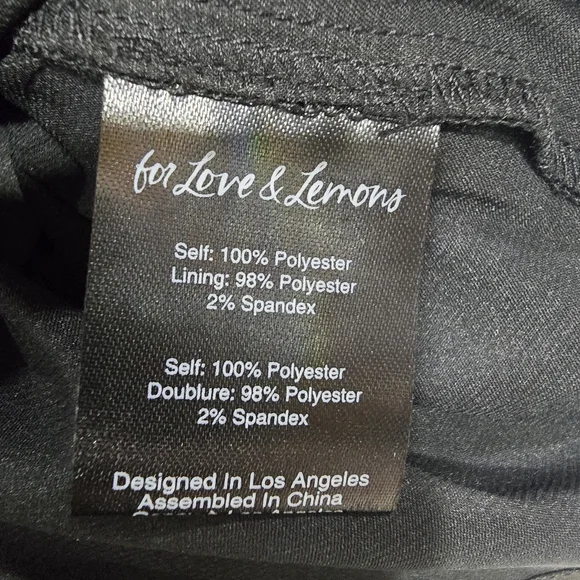 for Love & Lemons
Self: 100% Polyester
Lining: 98% Polyester
2% Spandex
Self: 100% Polyester
Doublure: 98% Polyester
2% Spandex
Designed In Los Angeles
Assembled In China